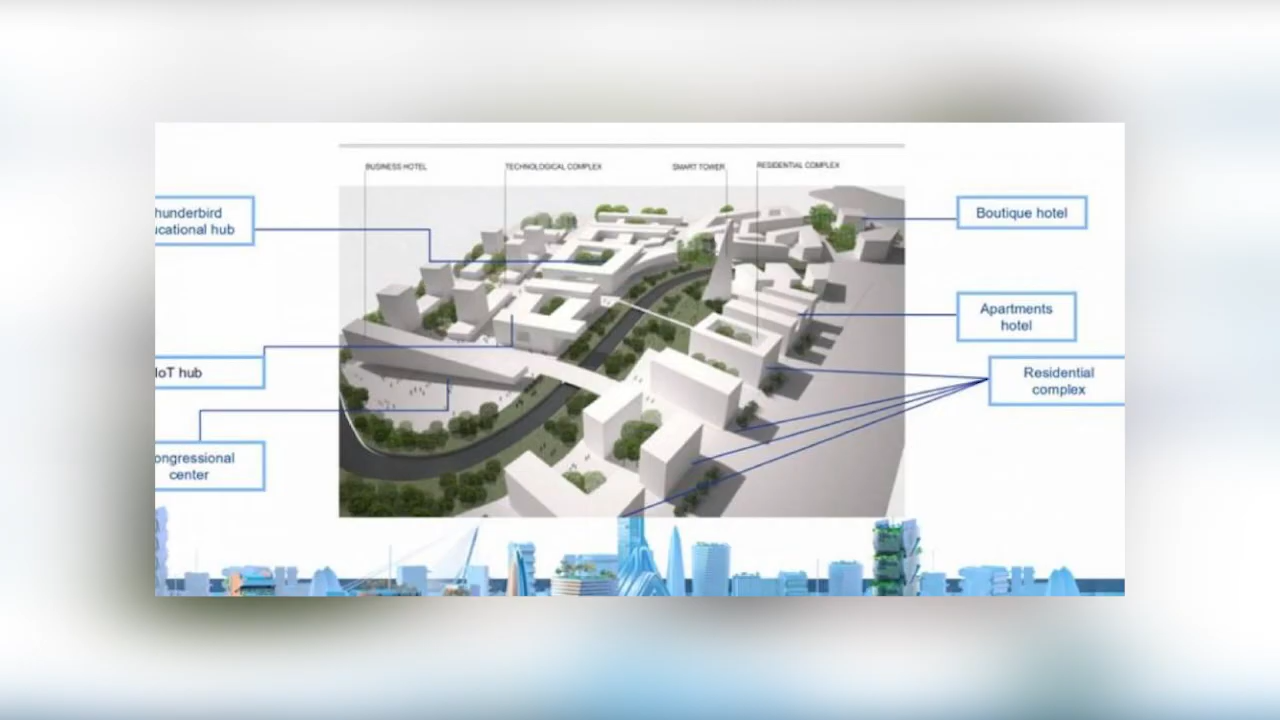 BUSINESS HOTEL
TECHNOLOGICAL COMPLEX
SMART TOWER
RESIDENTIAL COMPLEX
hunderbird
ucational hub
Boutique hotel
Apartments
hotel
IoT hub
Residential
complex
ongressional
center